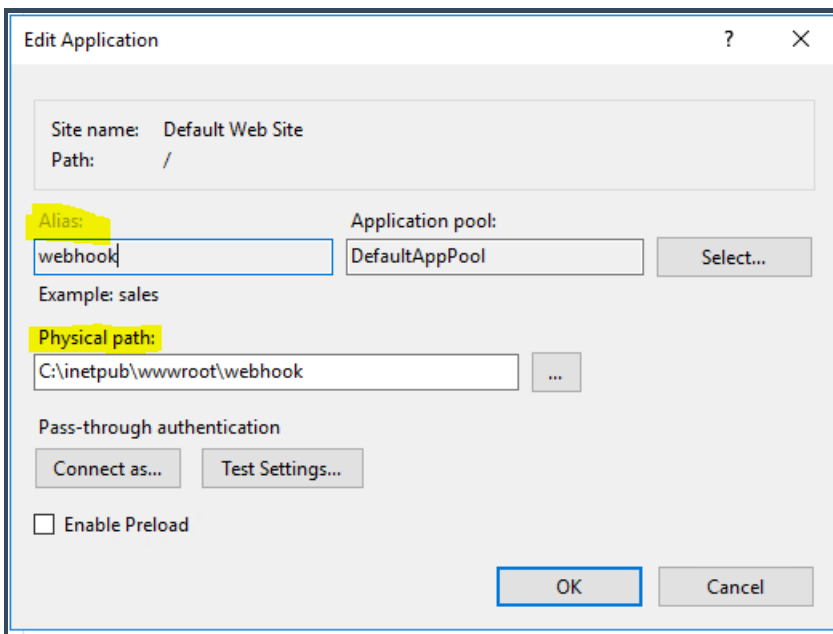 Edit Application
? X
Site name: Default Web Site
Path: /
Alias: Application pool:
webhook DefaultAppPool Select...
Example: sales
Physical path:
C:\inetpub\wwwroot\webhook ...
Pass-through authentication
Connect as... Test Settings...
Enable Preload
OK Cancel